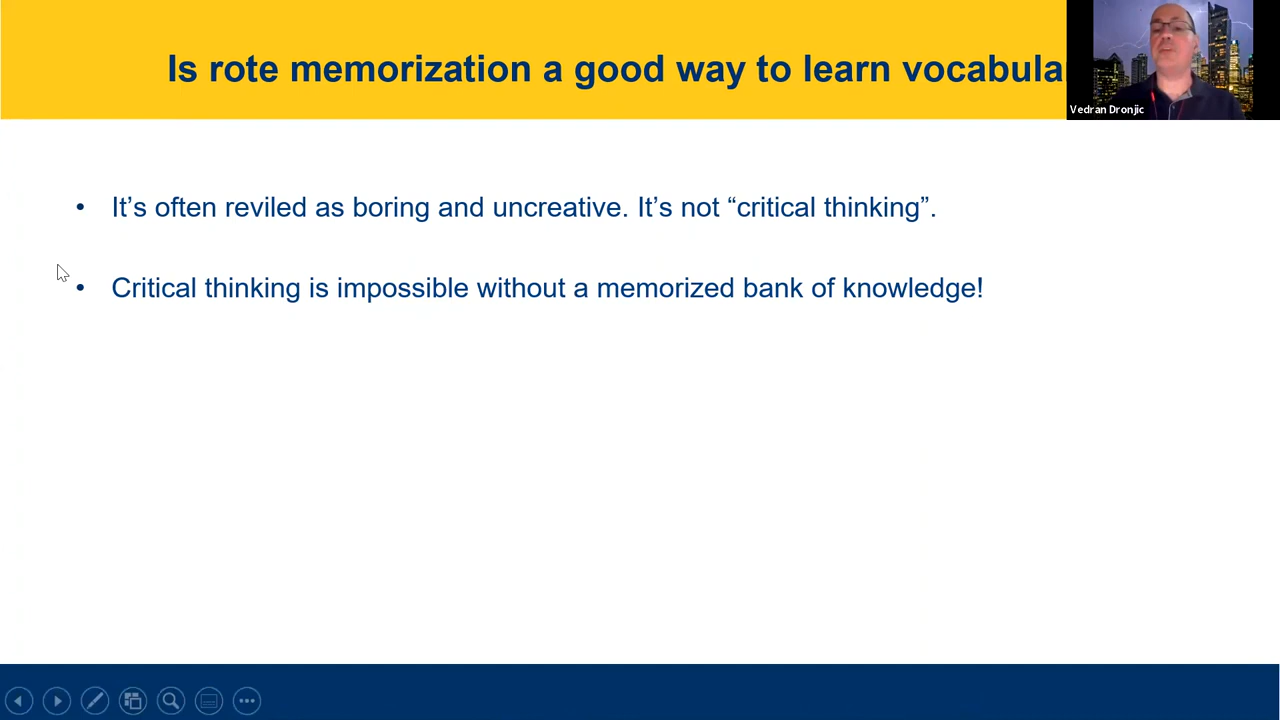 Is rote memorization a good way to learn vocabula
Vedran Dronjic
• It’s often reviled as boring and uncreative. It’s not “critical thinking”.
• Critical thinking is impossible without a memorized bank of knowledge!